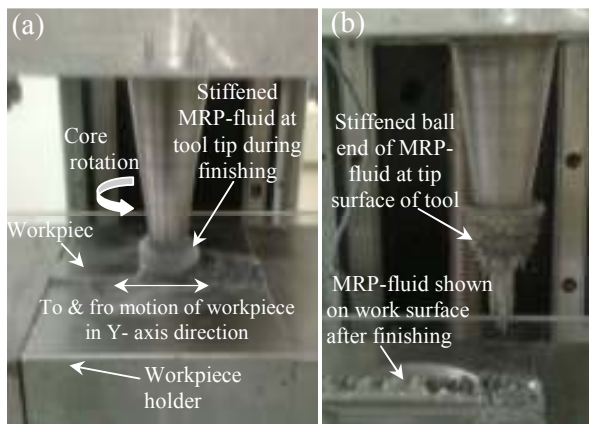 (a)
Stiffened
MRP-fluid at
tool tip during
finishing
Core
rotation
Workpiec
To & fro motion of workpiece
in Y- axis direction
Workpiece
holder
(b)
Stiffened ball
end of MRP-
fluid at tip
surface of tool
MRP-fluid shown
on work surface
after finishing